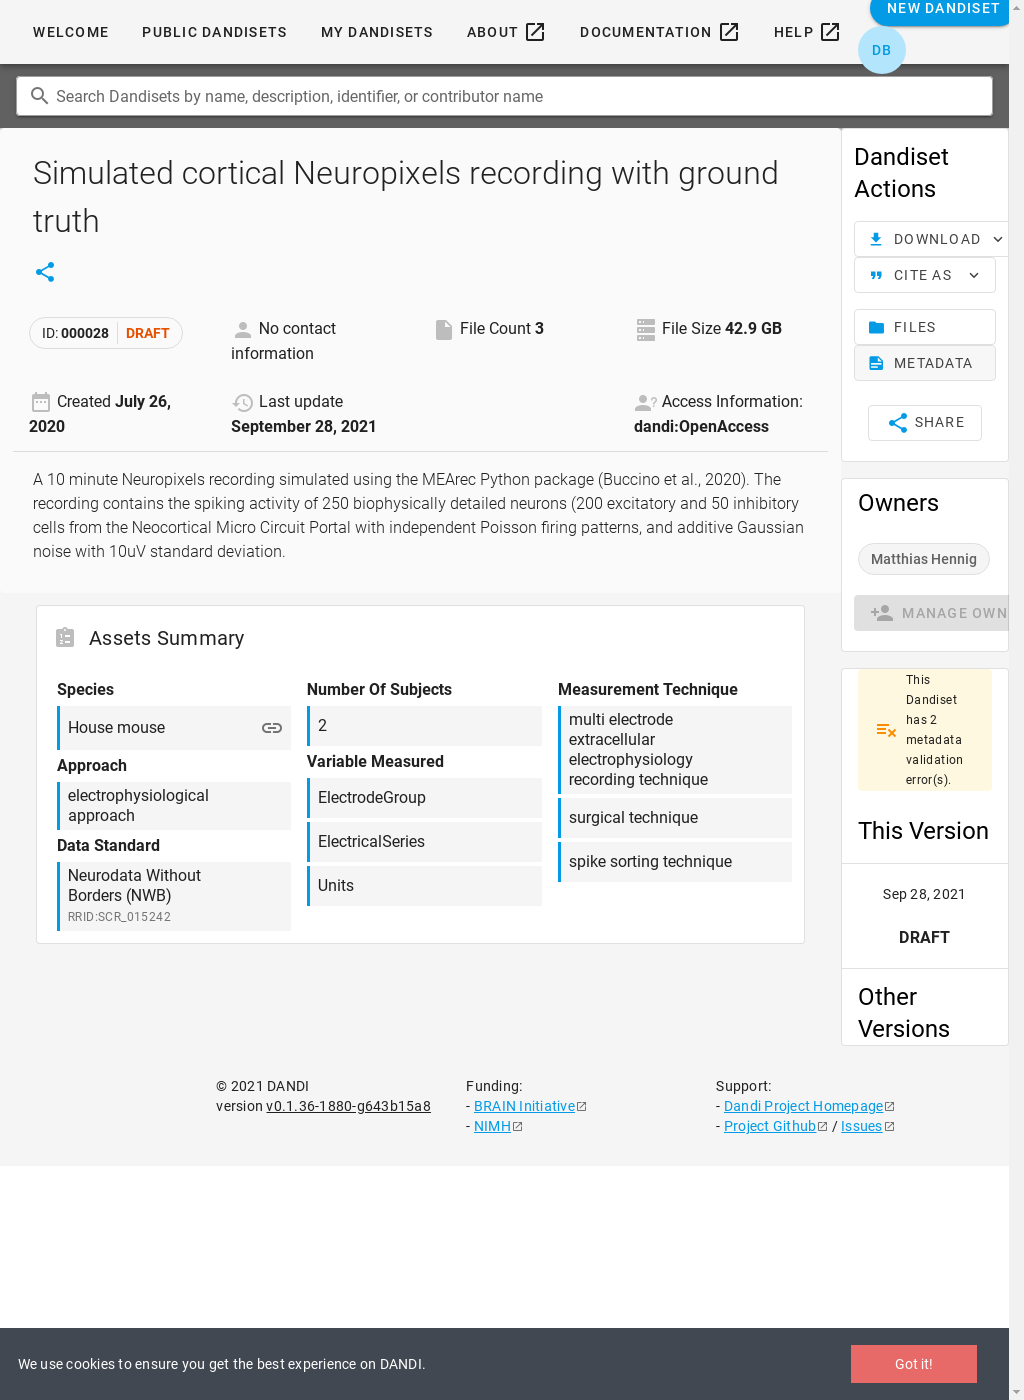 WELCOME PUBLIC DANDISETS MY DANDISETS ABOUT DOCUMENTATION HELP NEW DANDISET
DB
Search Dandisets by name, description, identifier, or contributor name
Simulated cortical Neuropixels recording with ground
truth
ID: 000028 DRAFT
No contact
information
File Count 3
File Size 42.9 GB
Created July 26,
2020
Last update
September 28, 2021
Access Information:
dandi:OpenAccess
A 10 minute Neuropixels recording simulated using the MEArec Python package (Buccino et al., 2020). The
recording contains the spiking activity of 250 biophysically detailed neurons (200 excitatory and 50 inhibitory
cells from the Neocortical Micro Circuit Portal with independent Poisson firing patterns, and additive Gaussian
noise with 10uV standard deviation.
Assets Summary
Species
House mouse
Approach
electrophysiological
approach
Data Standard
Neurodata Without
Borders (NWB)
RRID:SCR_015242
Number Of Subjects
2
Variable Measured
ElectrodeGroup
ElectricalSeries
Units
Measurement Technique
multi electrode
extracellular
electrophysiology
recording technique
surgical technique
spike sorting technique
Dandiset
Actions
DOWNLOAD
CITE AS
FILES
METADATA
SHARE
Owners
Matthias Hennig
MANAGE OWN
This
Dandiset
has 2
metadata
validation
error(s).
This Version
Sep 28, 2021
DRAFT
Other
Versions
© 2021 DANDI
version v0.1.36-1880-g643b15a8
Funding:
- BRAIN Initiative
- NIMH
Support:
- Dandi Project Homepage
- Project Github / Issues
We use cookies to ensure you get the best experience on DANDI.
Got it!